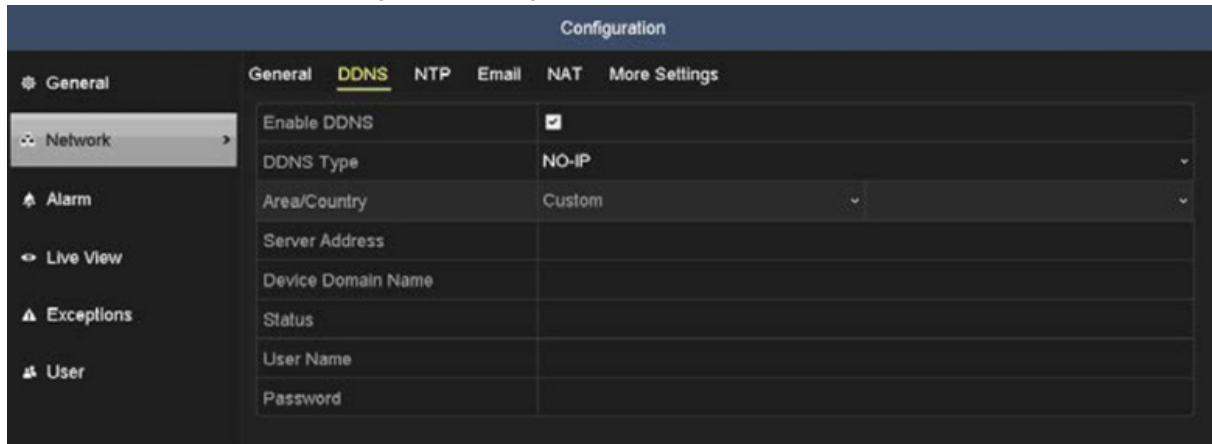 Configuration
General
Network
Alarm
Live View
Exceptions
User
General DDNS NTP Email NAT More Settings
Enable DDNS
DDNS Type NO-IP
Area/Country Custom
Server Address
Device Domain Name
Status
User Name
Password